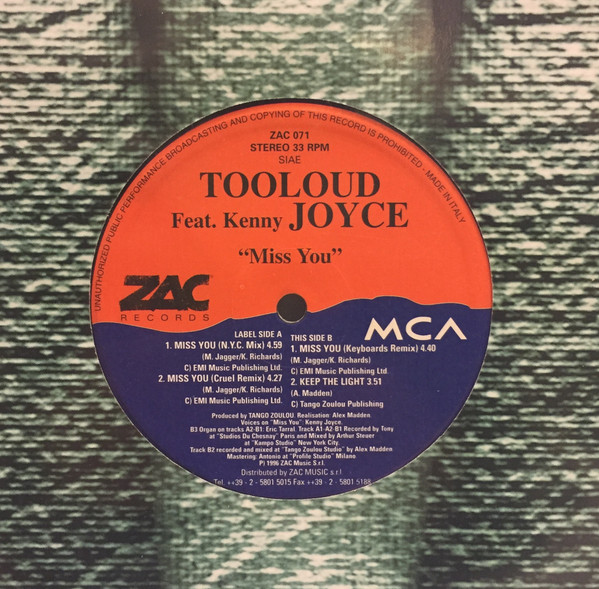 UNAUTHORIZED PUBLIC PERFORMANCE BROADCASTING AND COPYING OF THIS RECORD IS PROHIBITED - MADE IN ITALY
ZAC 071
STEREO 33 RPM
SIAE
TOOLOUD
Feat. Kenny JOYCE
“Miss You”
ZAC
RECORDS
MCA
LABEL SIDE A
1. MISS YOU (N.Y.C. Mix) 4.59
(M. Jagger/K. Richards)
C) EMI Music Publishing Ltd.
2. MISS YOU (Cruel Remix) 4.27
(M. Jagger/K. Richards)
C) EMI Music Publishing Ltd.
THIS SIDE B
1. MISS YOU (Keyboards Remix) 4.40
(M. Jagger/K. Richards)
C) EMI Music Publishing Ltd.
2. KEEP THE LIGHT 3.51
(A. Madden)
C) Tango Zoulou Publishing
Produced by TANGO ZOULOU. Realisation: Alex Madden.
Voices on "Miss You": Kenny Joyce.
B3 Organ on tracks A2-B1: Eric Tarral. Track A1-A2-B1 Recorded by Tony
at "Studios Du Chesnay" Paris and Mixed by Arthur Steuer
at "Kampo Studio" New York City.
Track B2 recorded and mixed at "Tango Zoulou Studio" by Alex Madden
Mastering: Antonio at "Profile Studio" Milano
P) 1996 ZAC Music S.r.l.
Distributed by ZAC MUSIC s.r.l
Tel. ++39 - 2 - 5801 5015 Fax ++39 - 2 - 5801 5188